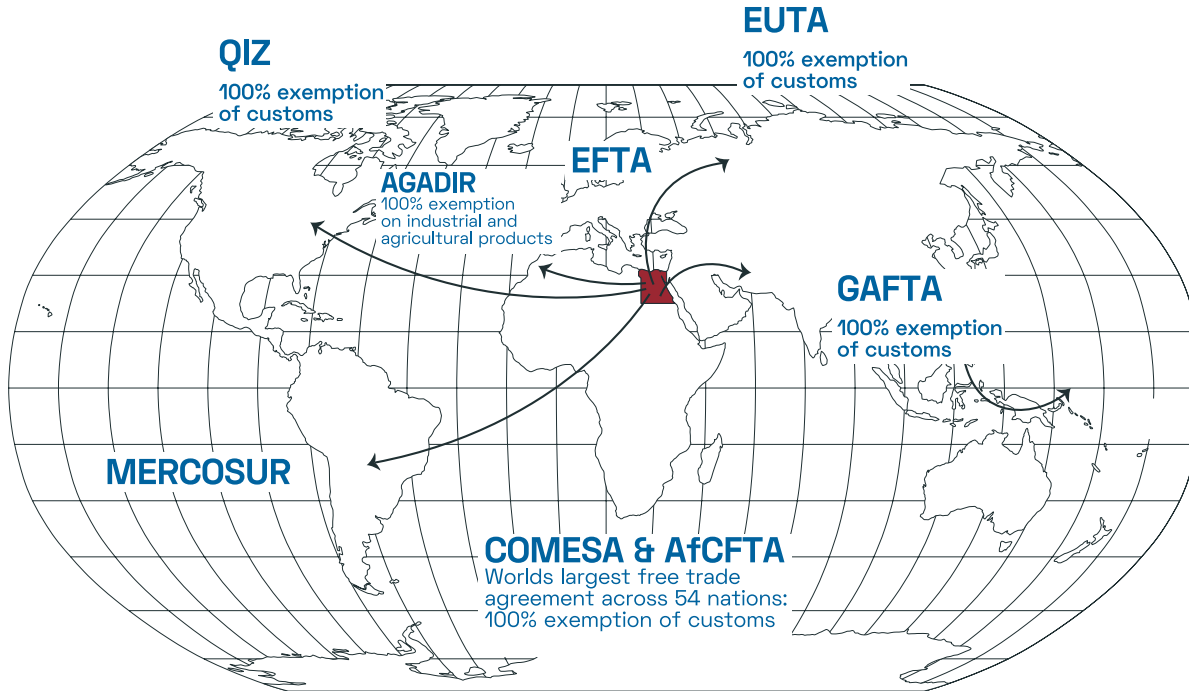 EUTA
100% exemption
of customs
QIZ
100% exemption
of customs
EFTA
AGADIR
100% exemption
on industrial and
agricultural products
GAFTA
100% exemption
of customs
MERCOSUR
COMESA & AfCFTA
Worlds largest free trade
agreement across 54 nations:
100% exemption of customs